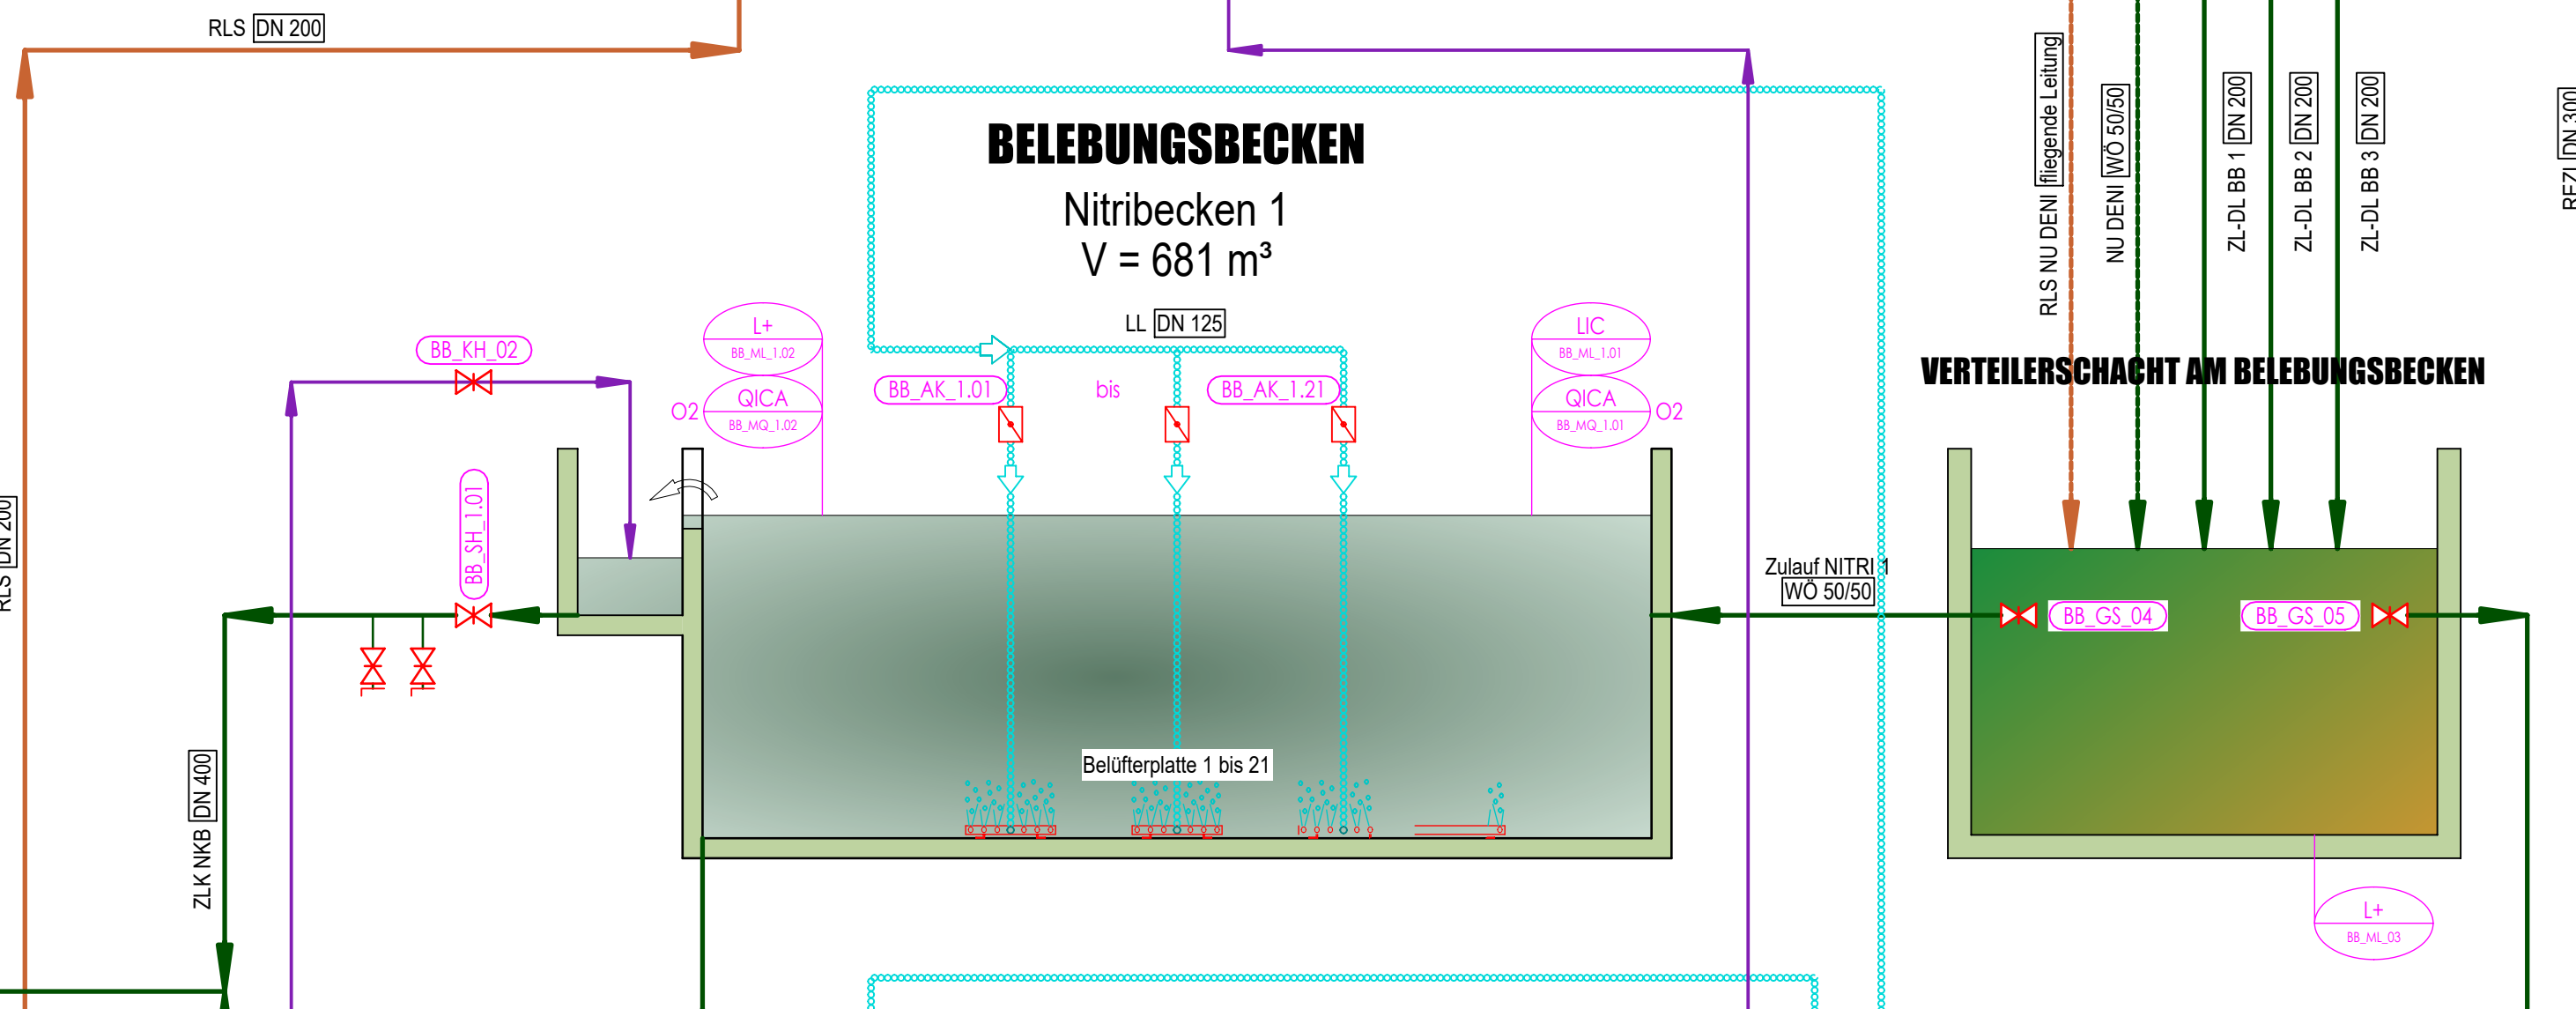 RLS DN 200
BELEBUNGSBECKEN
Nitribecken 1
V = 681 m³
LL DN 125
L+
BB_ML_1.02
QICA
BB_MQ_1.02
O2
BB_KH_02
BB_SH_1.01
BB_AK_1.01
bis
BB_AK_1.21
LIC
BB_ML_1.01
QICA
BB_MQ_1.01
O2
RLS NU DENI fliegende Leitung
NU DENI WÖ 50/50
ZL-DL BB 1 DN 200
ZL-DL BB 2 DN 200
ZL-DL BB 3 DN 200
REZI DN 300
VERTEILERSCHACHT AM BELEBUNGSBECKEN
RLS DN 200
Zulauf NITRI 1
WÖ 50/50
BB_GS_04
BB_GS_05
Belüfterplatte 1 bis 21
ZLK NKB DN 400
L+
BB_ML_03